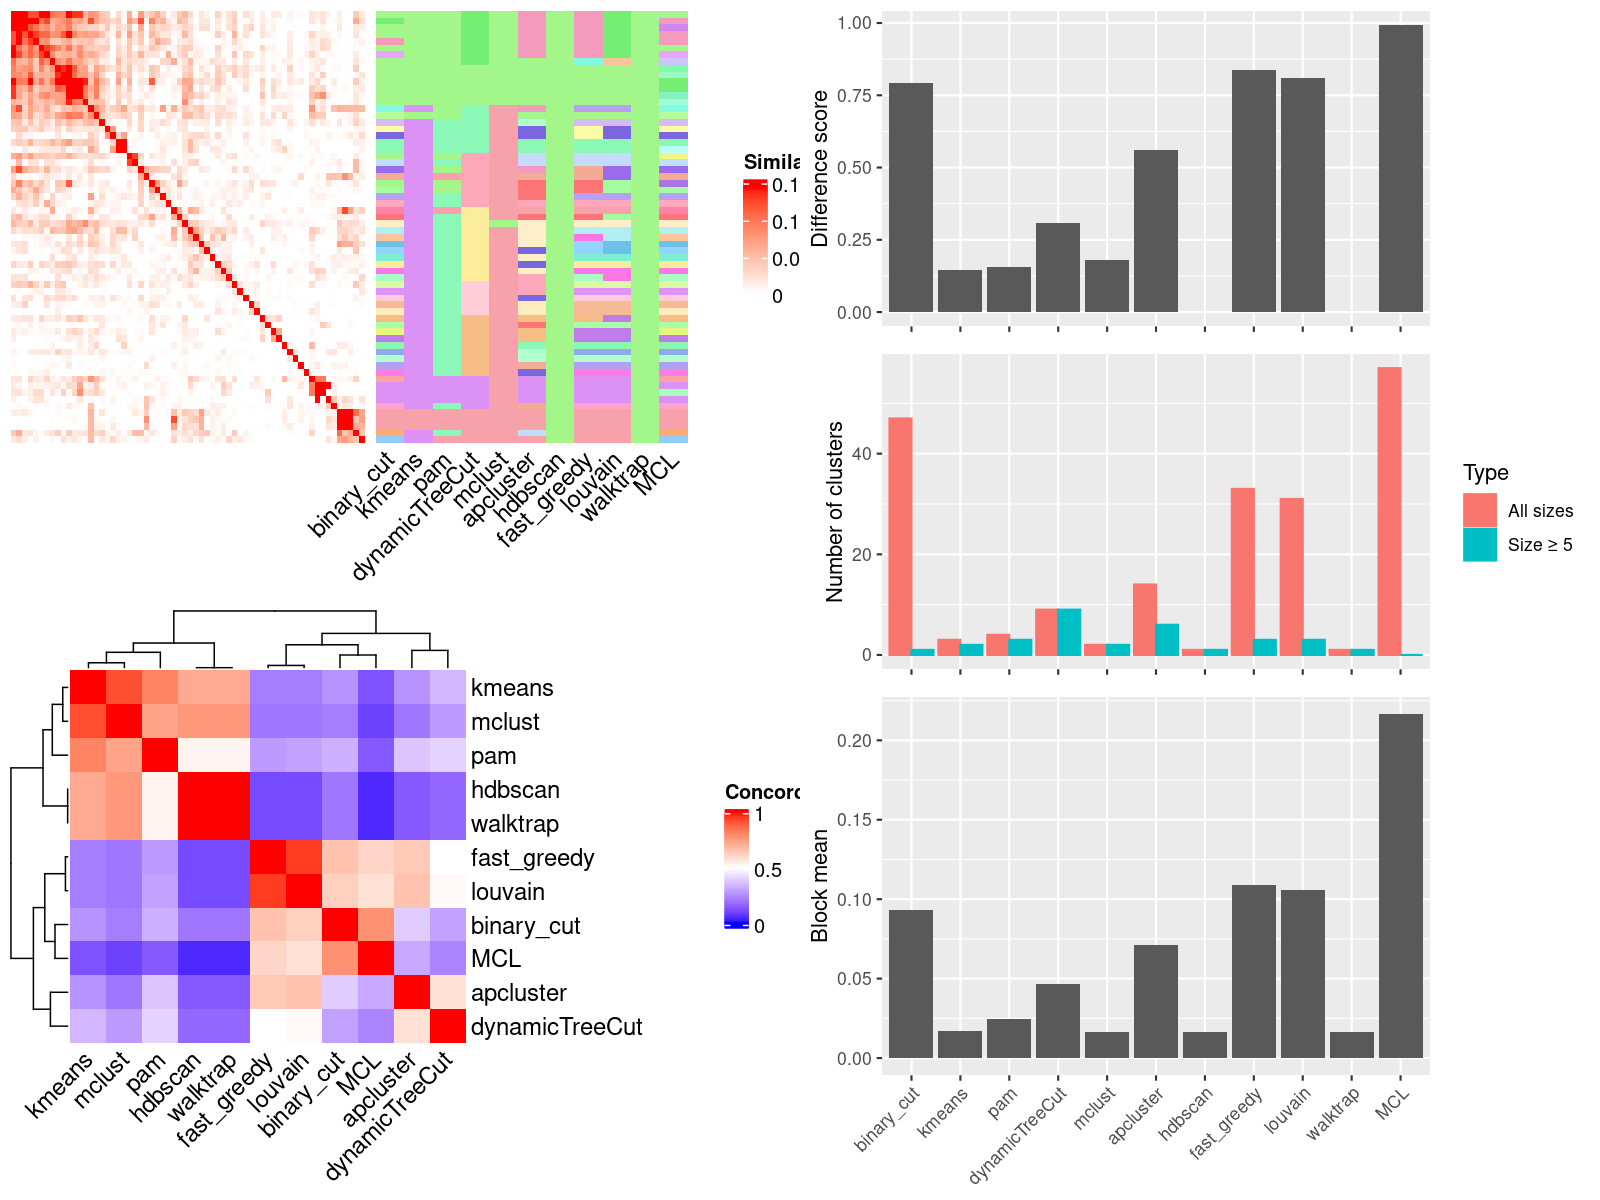 Simila
0.1
0.1
0.0
0
binary_cut
kmeans
pam
dynamicTreeCut
mclust
apcluster
hdbscan
fast_greedy
louvain
walktrap
MCL
kmeans
mclust
pam
hdbscan
walktrap
fast_greedy
louvain
binary_cut
MCL
apcluster
dynamicTreeCut
kmeans
mclust
pam
hdbscan
walktrap
fast_greedy
louvain
binary_cut
MCL
apcluster
dynamicTreeCut
Concord
1
0.5
0
Difference score
1.00
0.75
0.50
0.25
0.00
Number of clusters
40
20
0
Type
All sizes
Size ≥ 5
Block mean
0.20
0.15
0.10
0.05
0.00
binary_cut
kmeans
pam
dynamicTreeCut
mclust
apcluster
hdbscan
fast_greedy
louvain
walktrap
MCL